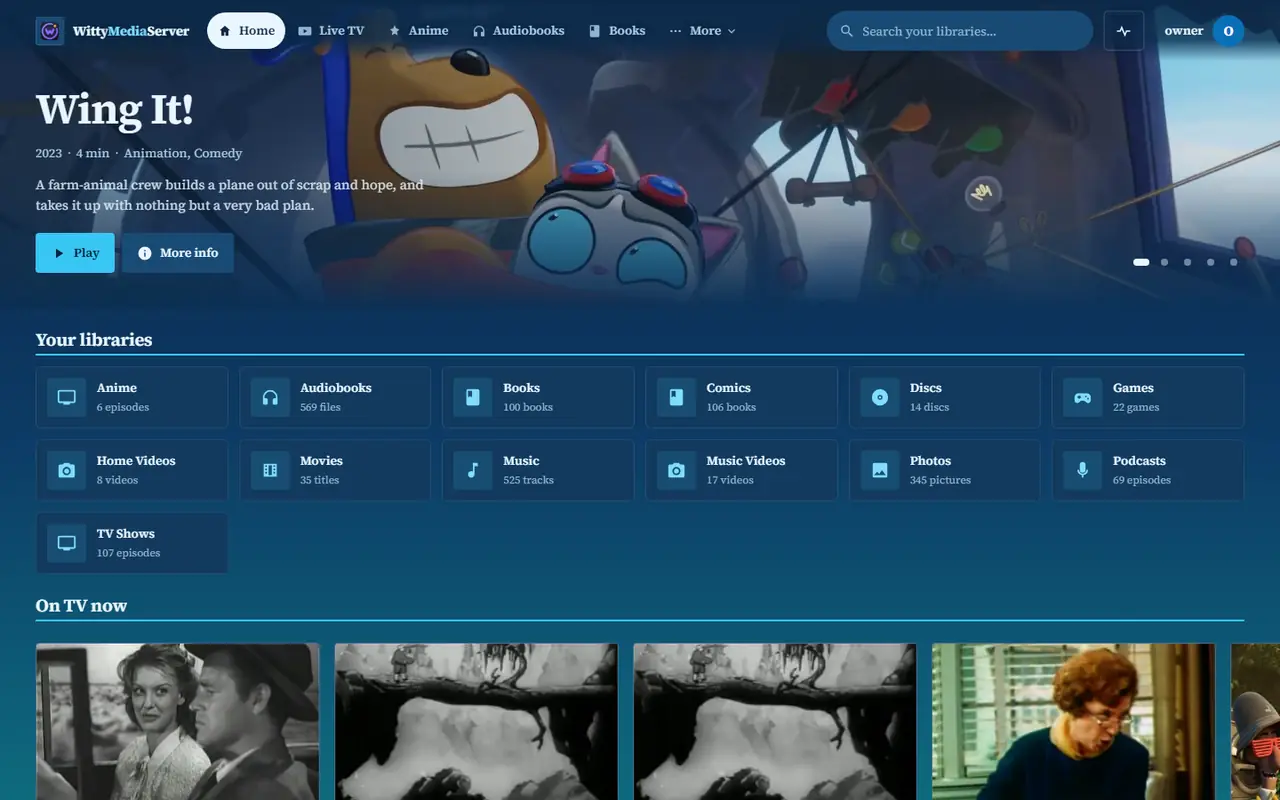 WittyMediaServer
Home
Live TV
Anime
Audiobooks
Books
More
Search your libraries...
owner
O
Wing It!
2023 · 4 min · Animation, Comedy
A farm-animal crew builds a plane out of scrap and hope, and
takes it up with nothing but a very bad plan.
Play
More info
Your libraries
Anime
6 episodes
Audiobooks
569 files
Books
100 books
Comics
106 books
Discs
14 discs
Games
22 games
Home Videos
8 videos
Movies
35 titles
Music
525 tracks
Music Videos
17 videos
Photos
345 pictures
Podcasts
69 episodes
TV Shows
107 episodes
On TV now